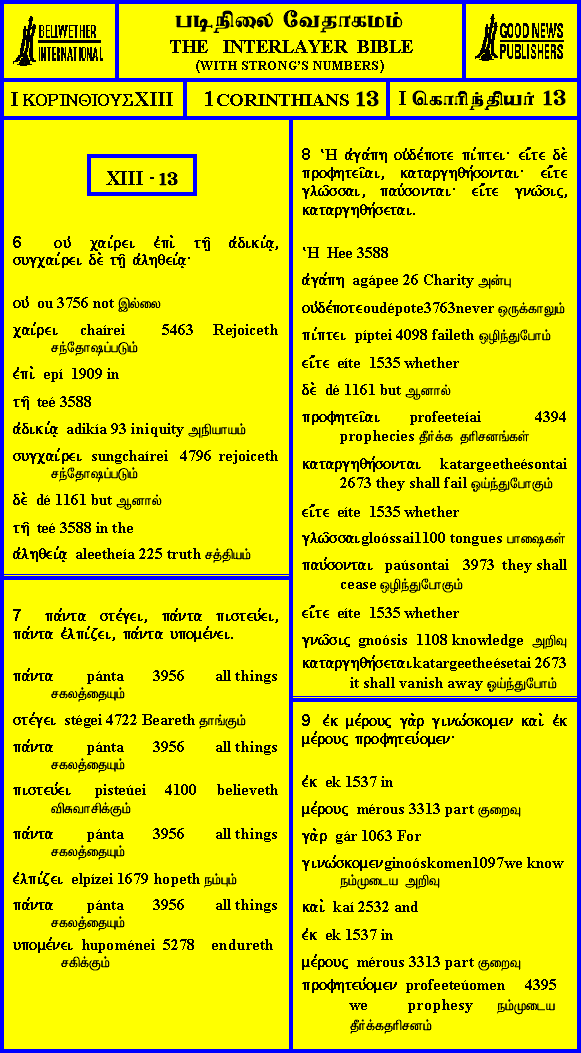 BELLWETHER
INTERNATIONAL
படிநிலை வேதாகமம்
THE INTERLAYER BIBLE
(WITH STRONG'S NUMBERS)
GOOD NEWS
PUBLISHERS
I ΚΟΡΙΝΘΙΟΥΣ XIII
1 CORINTHIANS 13
I கொரிந்தியர் 13
XIII - 13
6 οὐ χαίρει ἐπὶ τῇ ἀδικίᾳ,
συγχαίρει δὲ τῇ ἀληθείᾳ·
οὐ ou 3756 not இல்லை
χαίρει chaírei 5463 Rejoiceth
சந்தோஷப்படும்
ἐπὶ epí 1909 in
τῇ teé 3588
ἀδικίᾳ adikía 93 iniquity அநியாயம்
συγχαίρει sungchaírei 4796 rejoiceth
சந்தோஷப்படும்
δὲ dé 1161 but ஆனால்
τῇ teé 3588 in the
ἀληθείᾳ aleetheía 225 truth சத்தியம்
7 πάντα στέγει, πάντα πιστεύει,
πάντα ἐλπίζει, πάντα υπομένει.
πάντα pánta 3956 all things
சகலத்தையும்
στέγει stégei 4722 Beareth தாங்கும்
πάντα pánta 3956 all things
சகலத்தையும்
πιστεύει pisteúei 4100 believeth
விசுவாசிக்கும்
πάντα pánta 3956 all things
சகலத்தையும்
ἐλπίζει elpízei 1679 hopeth நம்பும்
πάντα pánta 3956 all things
சகலத்தையும்
υπομένει hupoménei 5278 endureth
சகிக்கும்
8 Ἡ ἀγάπη οὐδέποτε πίπτει· εἴτε δὲ
προφητεῖαι, καταργηθήσονται· εἴτε
γλῶσσαι, παύσονται· εἴτε γνῶσις,
καταργηθήσεται.
Ἡ Hee 3588
ἀγάπη agápee 26 Charity அன்பு
οὐδέποτε oudépote 3763 never ஒருக்காலும்
πίπτει píptei 4098 faileth ஒழிந்துபோம்
εἴτε eíte 1535 whether
δὲ dé 1161 but ஆனால்
προφητεῖαι profeeteíai 4394
prophecies தீர்க்க தரிசனங்கள்
καταργηθήσονται katargeetheésontai
2673 they shall fail ஓய்ந்துபோகும்
εἴτε eíte 1535 whether
γλῶσσαι gloóssai1100 tongues பாஷைகள்
παύσονται paúsontai 3973 they shall
cease ஒழிந்துபோகும்
εἴτε eíte 1535 whether
γνῶσις gnoósis 1108 knowledge அறிவு
καταργηθήσεται katargeetheésetai 2673
it shall vanish away ஓய்ந்துபோம்
9 ἐκ μέρους γὰρ γινώσκομεν καὶ ἐκ
μέρους προφητεύομεν·
ἐκ ek 1537 in
μέρους mérous 3313 part குறைவு
γὰρ gár 1063 For
γινώσκομεν ginoóskomen1097we know
நம்முடைய அறிவு
καὶ kaí 2532 and
ἐκ ek 1537 in
μέρους mérous 3313 part குறைவு
προφητεύομεν profeeteúomen 4395
we prophesy நம்முடைய
தீர்க்கதரிசனம்